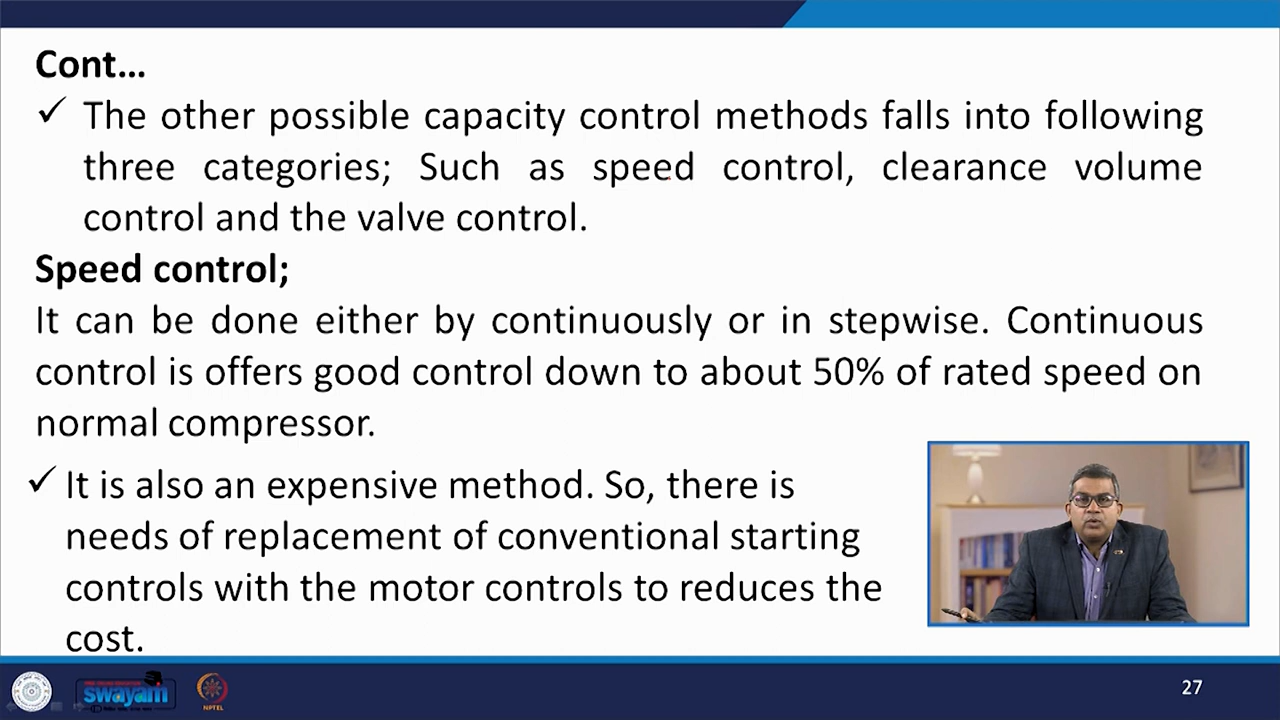 Cont...
✓ The other possible capacity control methods falls into following
three categories; Such as speed control, clearance volume
control and the valve control.
Speed control;
It can be done either by continuously or in stepwise. Continuous
control is offers good control down to about 50% of rated speed on
normal compressor.
✓ It is also an expensive method. So, there is
needs of replacement of conventional starting
controls with the motor controls to reduces the
cost.
swayam
NPTEL
27